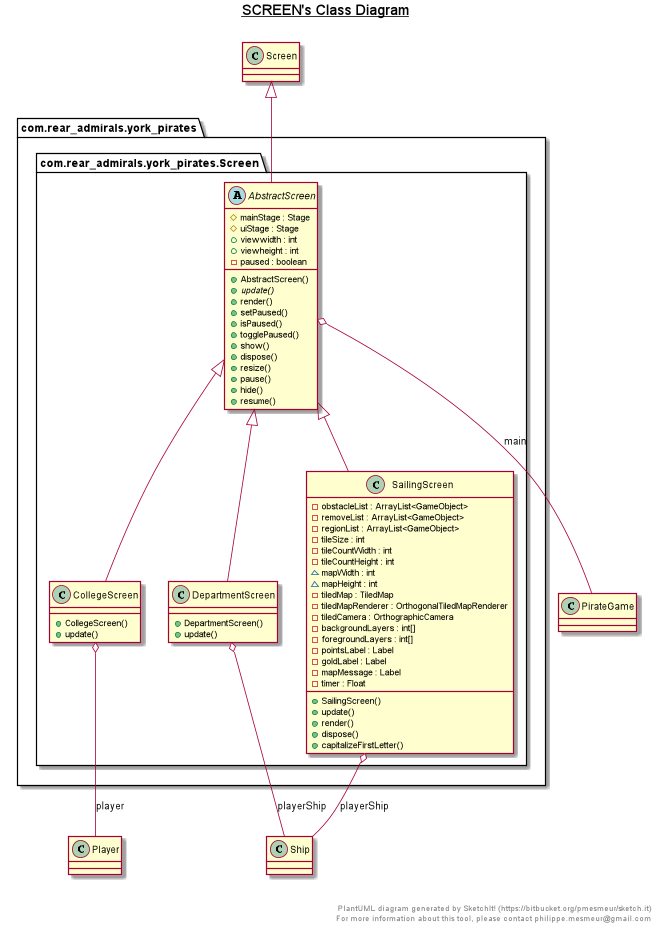 SCREEN's Class Diagram
C Screen
com.rear_admirals.york_pirates
com.rear_admirals.york_pirates.Screen
A AbstractScreen
mainStage : Stage
uiStage : Stage
viewwidth : int
viewheight : int
paused : boolean
AbstractScreen()
update()
render()
setPaused()
isPaused()
togglePaused()
show()
dispose()
resize()
pause()
hide()
resume()
main
C SailingScreen
obstacleList : ArrayList<GameObject>
removeList : ArrayList<GameObject>
regionList : ArrayList<GameObject>
tileSize : int
tileCountWidth : int
tileCountHeight : int
mapWidth : int
mapHeight : int
tiledMap : TiledMap
tiledMapRenderer : OrthogonalTiledMapRenderer
tiledCamera : OrthographicCamera
backgroundLayers : int[]
foregroundLayers : int[]
pointsLabel : Label
goldLabel : Label
mapMessage : Label
timer : Float
SailingScreen()
update()
render()
dispose()
capitalizeFirstLetter()
C CollegeScreen
CollegeScreen()
update()
C DepartmentScreen
DepartmentScreen()
update()
C PirateGame
player
playerShip
playerShip
C Player
C Ship
PlantUML diagram generated by SketchIt! (https://bitbucket.org/pmesmeur/sketch.it)
For more information about this tool, please contact philippe.mesmeur@gmail.com